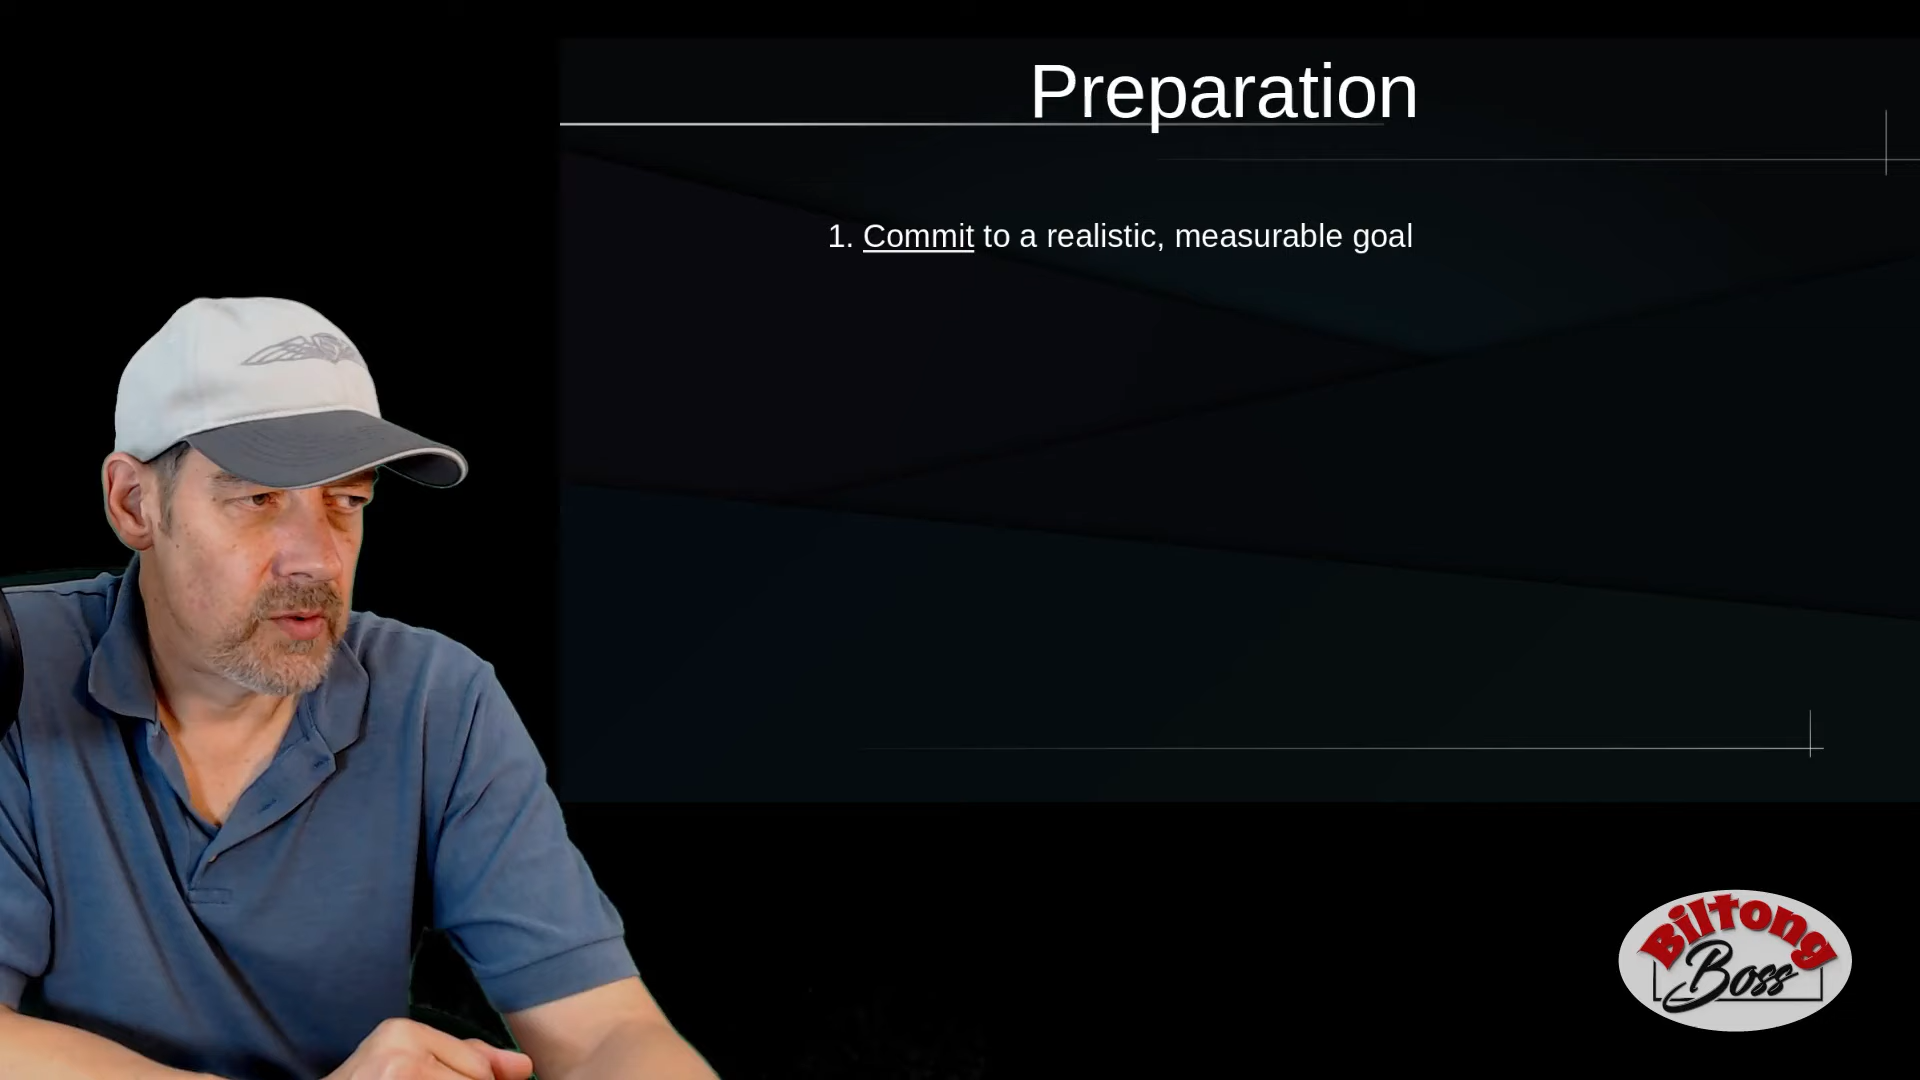 Preparation
1. Commit to a realistic, measurable goal
Biltong
Boss